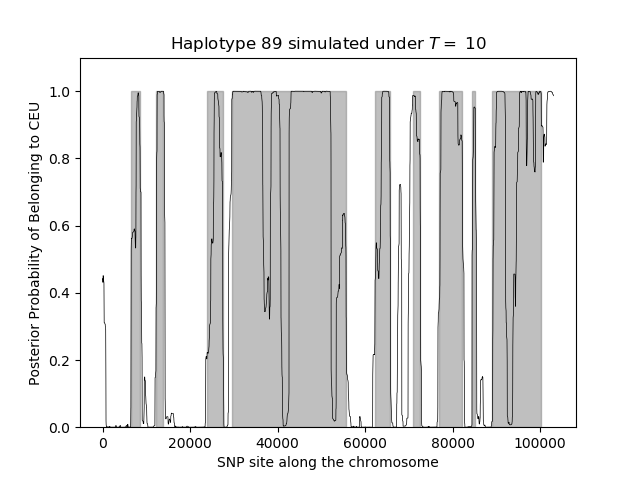 Haplotype 89 simulated under T = 10
Posterior Probability of Belonging to CEU
1.0
0.8
0.6
0.4
0.2
0.0
0 20000 40000 60000 80000 100000
SNP site along the chromosome